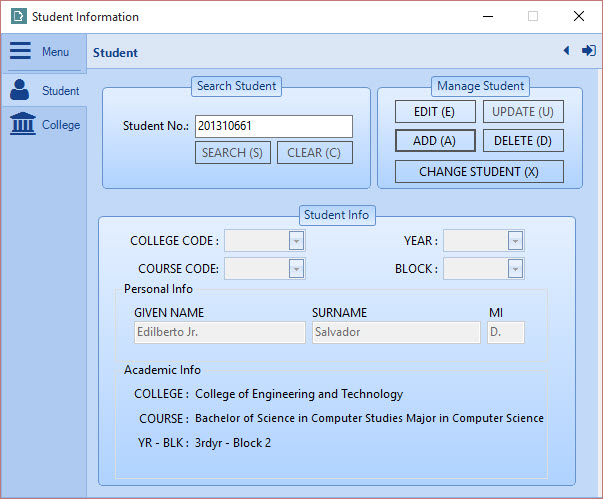 Student Information
Menu
Student
Student
College
Search Student
Student No.: 201310661
SEARCH (S) CLEAR (C)
Manage Student
EDIT (E) UPDATE (U)
ADD (A) DELETE (D)
CHANGE STUDENT (X)
Student Info
COLLEGE CODE : YEAR :
COURSE CODE: BLOCK :
Personal Info
GIVEN NAME SURNAME MI
Edilberto Jr. Salvador D.
Academic Info
COLLEGE : College of Engineering and Technology
COURSE : Bachelor of Science in Computer Studies Major in Computer Science
YR - BLK : 3rdyr - Block 2